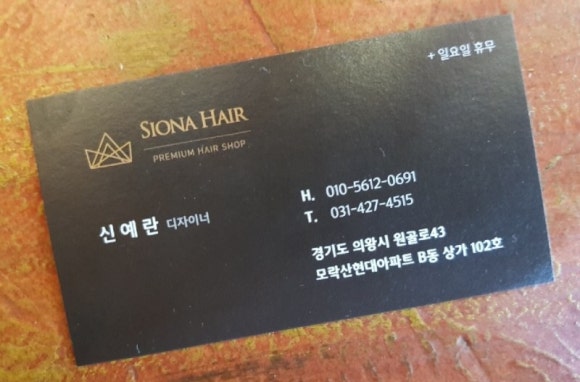 + 일요일 휴무
SIONA HAIR
PREMIUM HAIR SHOP
신예란 디자이너
H. 010-5612-0691
T. 031-427-4515
경기도 의왕시 원골로43
모락산현대아파트 B동 상가 102호